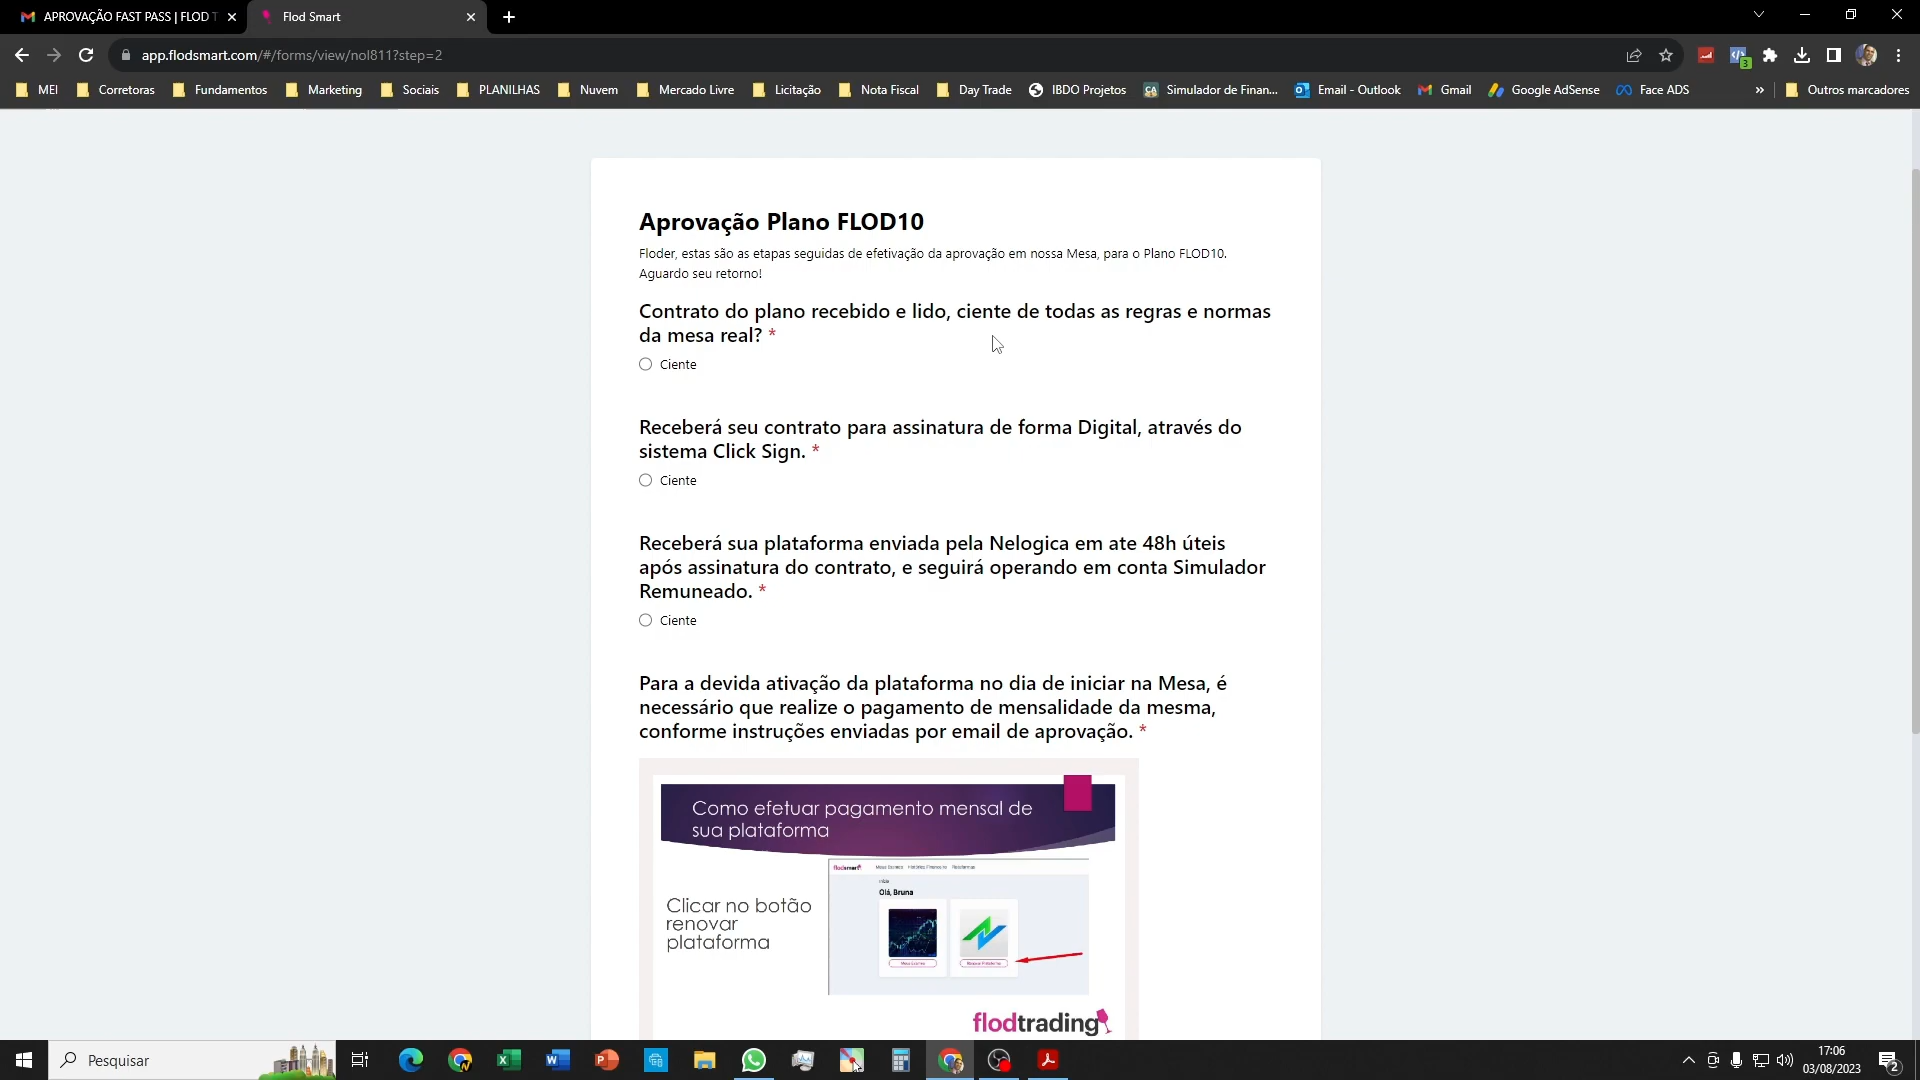 APROVAÇÃO FAST PASS | FLOD T
Flod Smart
app.flodsmart.com/#/forms/view/nol811?step=2
3
MEI
Corretoras
Fundamentos
Marketing
Sociais
PLANILHAS
Nuvem
Mercado Livre
Licitação
Nota Fiscal
Day Trade
IBDO Projetos
Simulador de Finan...
Email - Outlook
Gmail
Google AdSense
Face ADS
Outros marcadores
Aprovação Plano FLOD10
Floder, estas são as etapas seguidas de efetivação da aprovação em nossa Mesa, para o Plano FLOD10.
Aguardo seu retorno!
Contrato do plano recebido e lido, ciente de todas as regras e normas
da mesa real? *
Ciente
Receberá seu contrato para assinatura de forma Digital, através do
sistema Click Sign. *
Ciente
Receberá sua plataforma enviada pela Nelogica em ate 48h úteis
após assinatura do contrato, e seguirá operando em conta Simulador
Remuneado. *
Ciente
Para a devida ativação da plataforma no dia de iniciar na Mesa, é
necessário que realize o pagamento de mensalidade da mesma,
conforme instruções enviadas por email de aprovação. *
Como efetuar pagamento mensal de
sua plataforma
flodsmart
Olá, Bruna
Clicar no botão
renovar
plataforma
Renovar Plataforma
flodtrading
Pesquisar
17:06
03/08/2023
2